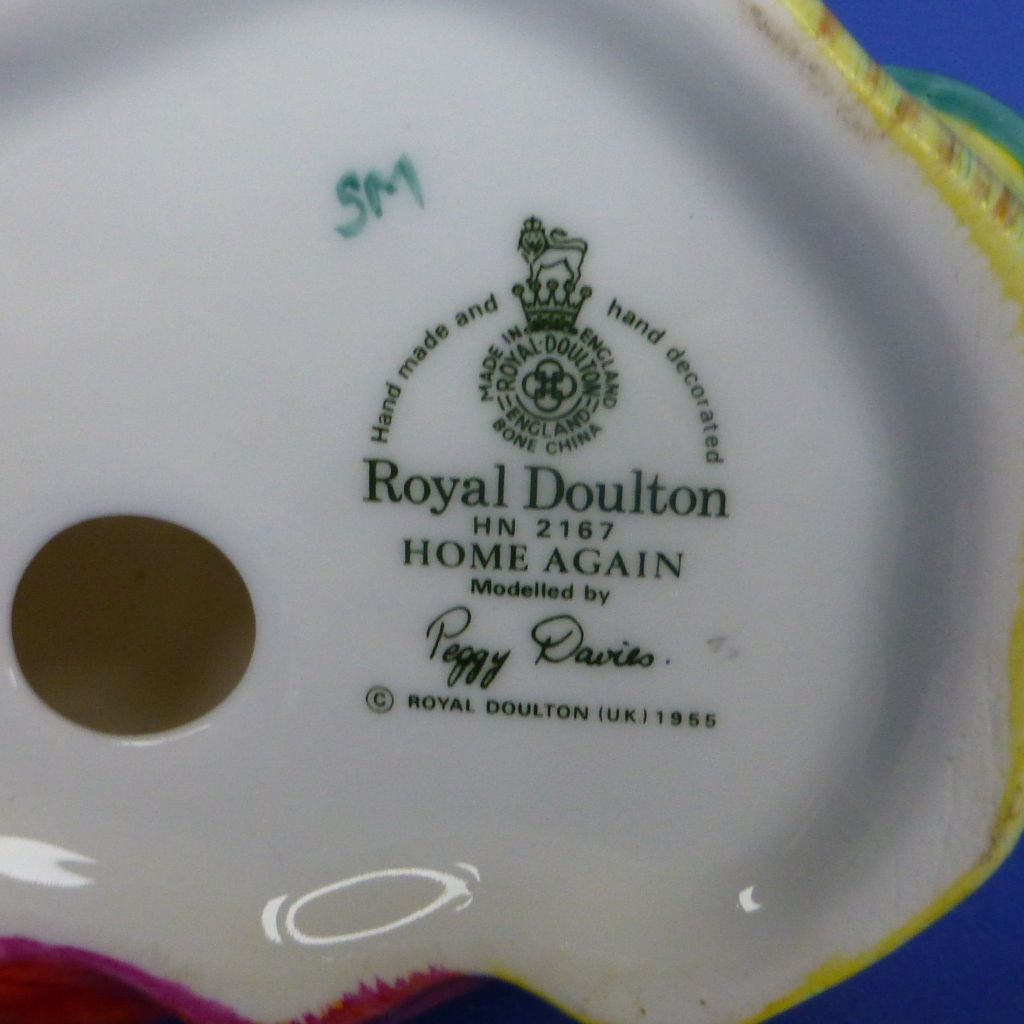 SM
Hand made and hand decorated
MADE IN ENGLAND
ROYAL·DOULTON
ENGLAND
BONE CHINA
Royal Doulton
HN 2167
HOME AGAIN
Modelled by
Peggy Davies.
© ROYAL DOULTON (UK) 1955